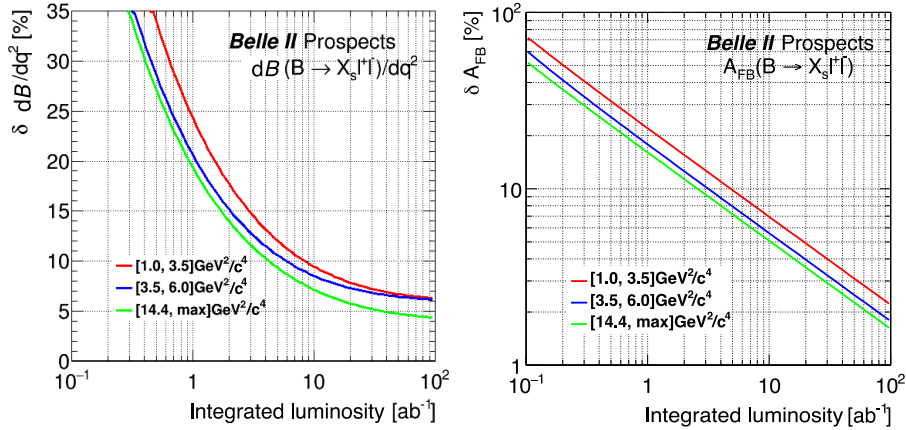 δ dB/dq² [%]
35
30
25
20
15
10
5
0
Belle II Prospects
dB (B → Xₛl⁺l⁻)/dq²
[1.0, 3.5]GeV²/c⁴
[3.5, 6.0]GeV²/c⁴
[14.4, max]GeV²/c⁴
10⁻¹ 1 10 10²
Integrated luminosity [ab⁻¹]
δ A_FB [%]
10²
10
1
Belle II Prospects
A_FB(B → Xₛl⁺l⁻)
[1.0, 3.5]GeV²/c⁴
[3.5, 6.0]GeV²/c⁴
[14.4, max]GeV²/c⁴
10⁻¹ 1 10 10²
Integrated luminosity [ab⁻¹]